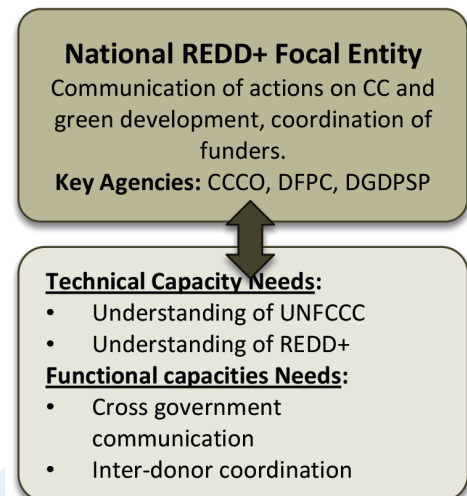 National REDD+ Focal Entity
Communication of actions on CC and
green development, coordination of
funders.
Key Agencies: CCCO, DFPC, DGDPSP
Technical Capacity Needs:
• Understanding of UNFCCC
• Understanding of REDD+
Functional capacities Needs:
• Cross government
communication
• Inter-donor coordination